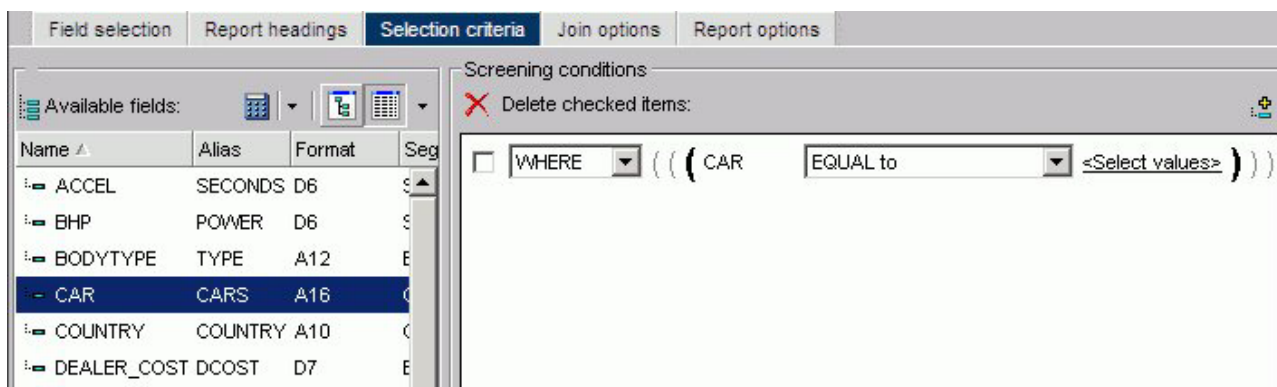 Field selection Report headings Selection criteria Join options Report options
Screening conditions
Available fields:
Delete checked items:
Name Alias Format Seg
WHERE ( ( ( CAR EQUAL to <Select values> ) ) )
ACCEL SECONDS D6 S
BHP POWER D6 S
BODYTYPE TYPE A12
CAR CARS A16
COUNTRY COUNTRY A10
DEALER_COST DCOST D7